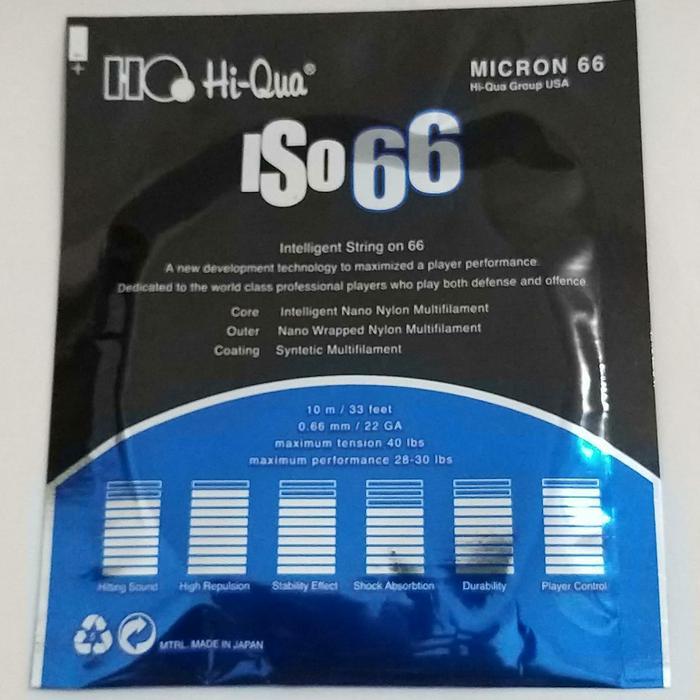 HQ Hi-Qua®
MICRON 66
Hi-Qua Group USA
ISo 66
Intelligent String on 66
A new development technology to maximized a player performance.
Dedicated to the world class professional players who play both defense and offence
Core Intelligent Nano Nylon Multifilament
Outer Nano Wrapped Nylon Multifilament
Coating Syntetic Multifilament
10 m / 33 feet
0.66 mm / 22 GA
maximum tension 40 lbs
maximum performance 28-30 lbs
Hitting Sound High Repulsion Stability Effect Shock Absorbtion Durability Player Control
MTRL. MADE IN JAPAN